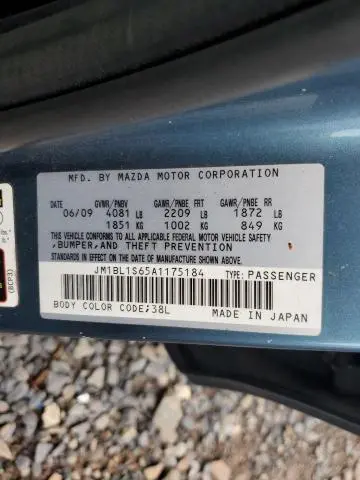 MFD. BY MAZDA MOTOR CORPORATION
DATE GVWR/PNBV GAWR/PNBE FRT GAWR/PNBE RR
06/09 4081 LB 2209 LB 1872 LB
1851 KG 1002 KG 849 KG
THIS VEHICLE CONFORMS TO ALL APPLICABLE FEDERAL MOTOR VEHICLE SAFETY
,BUMPER,AND THEFT PREVENTION
STANDARDS IN EFFECT ON THE DATE OF MANUFACTURE SHOWN ABOVE.
JM1BL1S65A1175184 TYPE: PASSENGER
BODY COLOR CODE;38L MADE IN JAPAN
(BCP3)